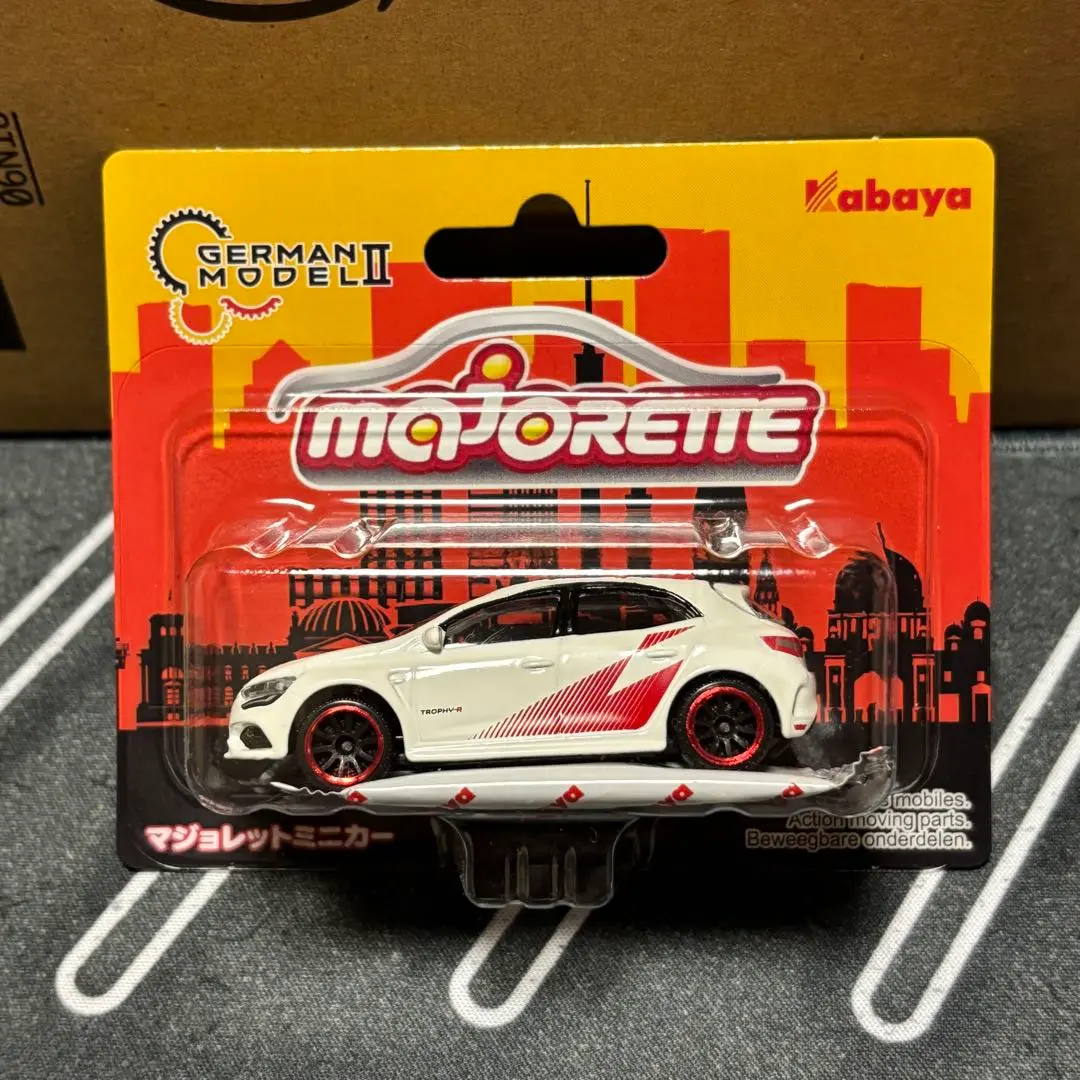 Kabaya
GERMAN
MODEL II
MAJORETTE
TROPHY-R
マジョレットミニカー
mobiles.
Action moving parts.
Beweegbare onderdelen.